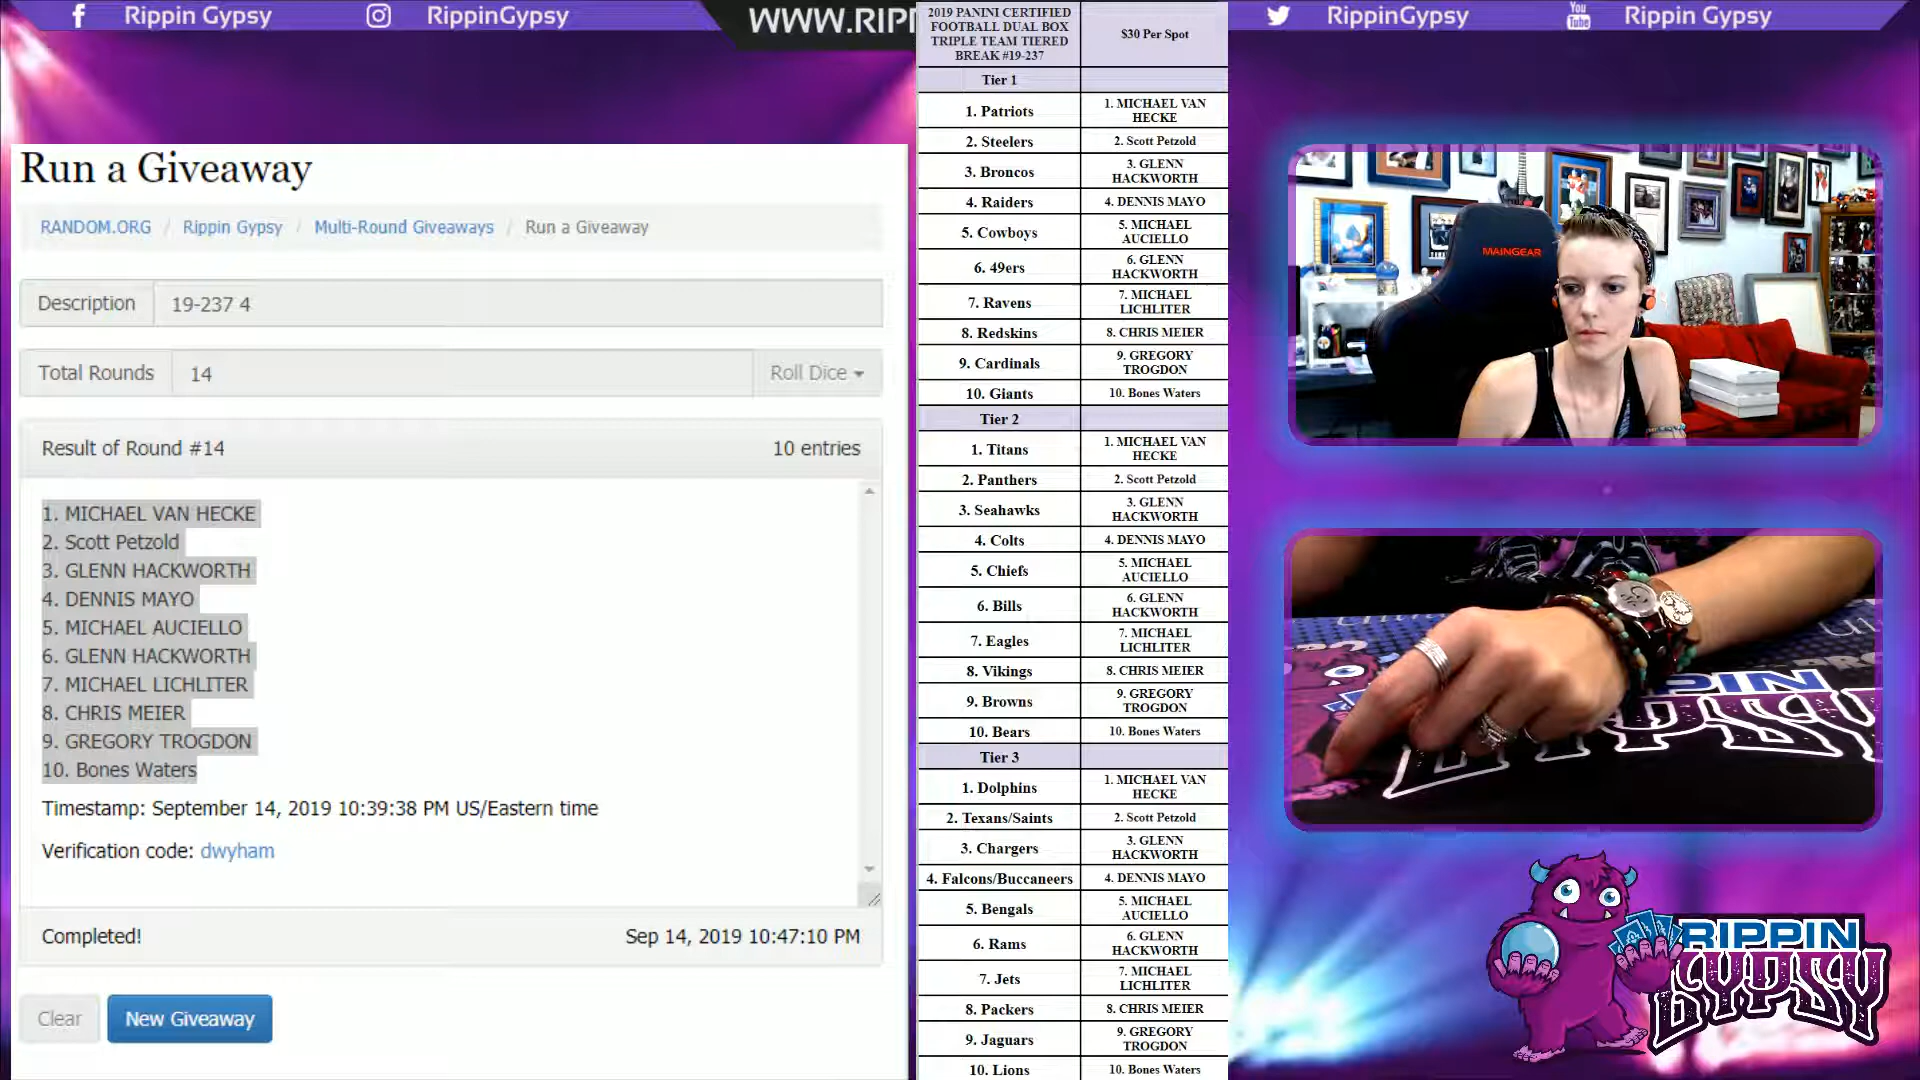 Rippin Gypsy
RippinGypsy
WWW.RIPP
RippinGypsy
You Tube
Rippin Gypsy
Run a Giveaway
RANDOM.ORG / Rippin Gypsy / Multi-Round Giveaways / Run a Giveaway
Description 19-237 4
Total Rounds 14 Roll Dice
Result of Round #14 10 entries
1. MICHAEL VAN HECKE
2. Scott Petzold
3. GLENN HACKWORTH
4. DENNIS MAYO
5. MICHAEL AUCIELLO
6. GLENN HACKWORTH
7. MICHAEL LICHLITER
8. CHRIS MEIER
9. GREGORY TROGDON
10. Bones Waters
Timestamp: September 14, 2019 10:39:38 PM US/Eastern time
Verification code: dwyham
Completed! Sep 14, 2019 10:47:10 PM
Clear New Giveaway
2019 PANINI CERTIFIED
FOOTBALL DUAL BOX
TRIPLE TEAM TIERED
BREAK #19-237
$30 Per Spot
Tier 1
1. Patriots 1. MICHAEL VAN
HECKE
2. Steelers 2. Scott Petzold
3. Broncos 3. GLENN
HACKWORTH
4. Raiders 4. DENNIS MAYO
5. Cowboys 5. MICHAEL
AUCIELLO
6. 49ers 6. GLENN
HACKWORTH
7. Ravens 7. MICHAEL
LICHLITER
8. Redskins 8. CHRIS MEIER
9. Cardinals 9. GREGORY
TROGDON
10. Giants 10. Bones Waters
Tier 2
1. Titans 1. MICHAEL VAN
HECKE
2. Panthers 2. Scott Petzold
3. Seahawks 3. GLENN
HACKWORTH
4. Colts 4. DENNIS MAYO
5. Chiefs 5. MICHAEL
AUCIELLO
6. Bills 6. GLENN
HACKWORTH
7. Eagles 7. MICHAEL
LICHLITER
8. Vikings 8. CHRIS MEIER
9. Browns 9. GREGORY
TROGDON
10. Bears 10. Bones Waters
Tier 3
1. Dolphins 1. MICHAEL VAN
HECKE
2. Texans/Saints 2. Scott Petzold
3. Chargers 3. GLENN
HACKWORTH
4. Falcons/Buccaneers 4. DENNIS MAYO
5. Bengals 5. MICHAEL
AUCIELLO
6. Rams 6. GLENN
HACKWORTH
7. Jets 7. MICHAEL
LICHLITER
8. Packers 8. CHRIS MEIER
9. Jaguars 9. GREGORY
TROGDON
10. Lions 10. Bones Waters
MAINGEAR
RIPPIN
GYPSY